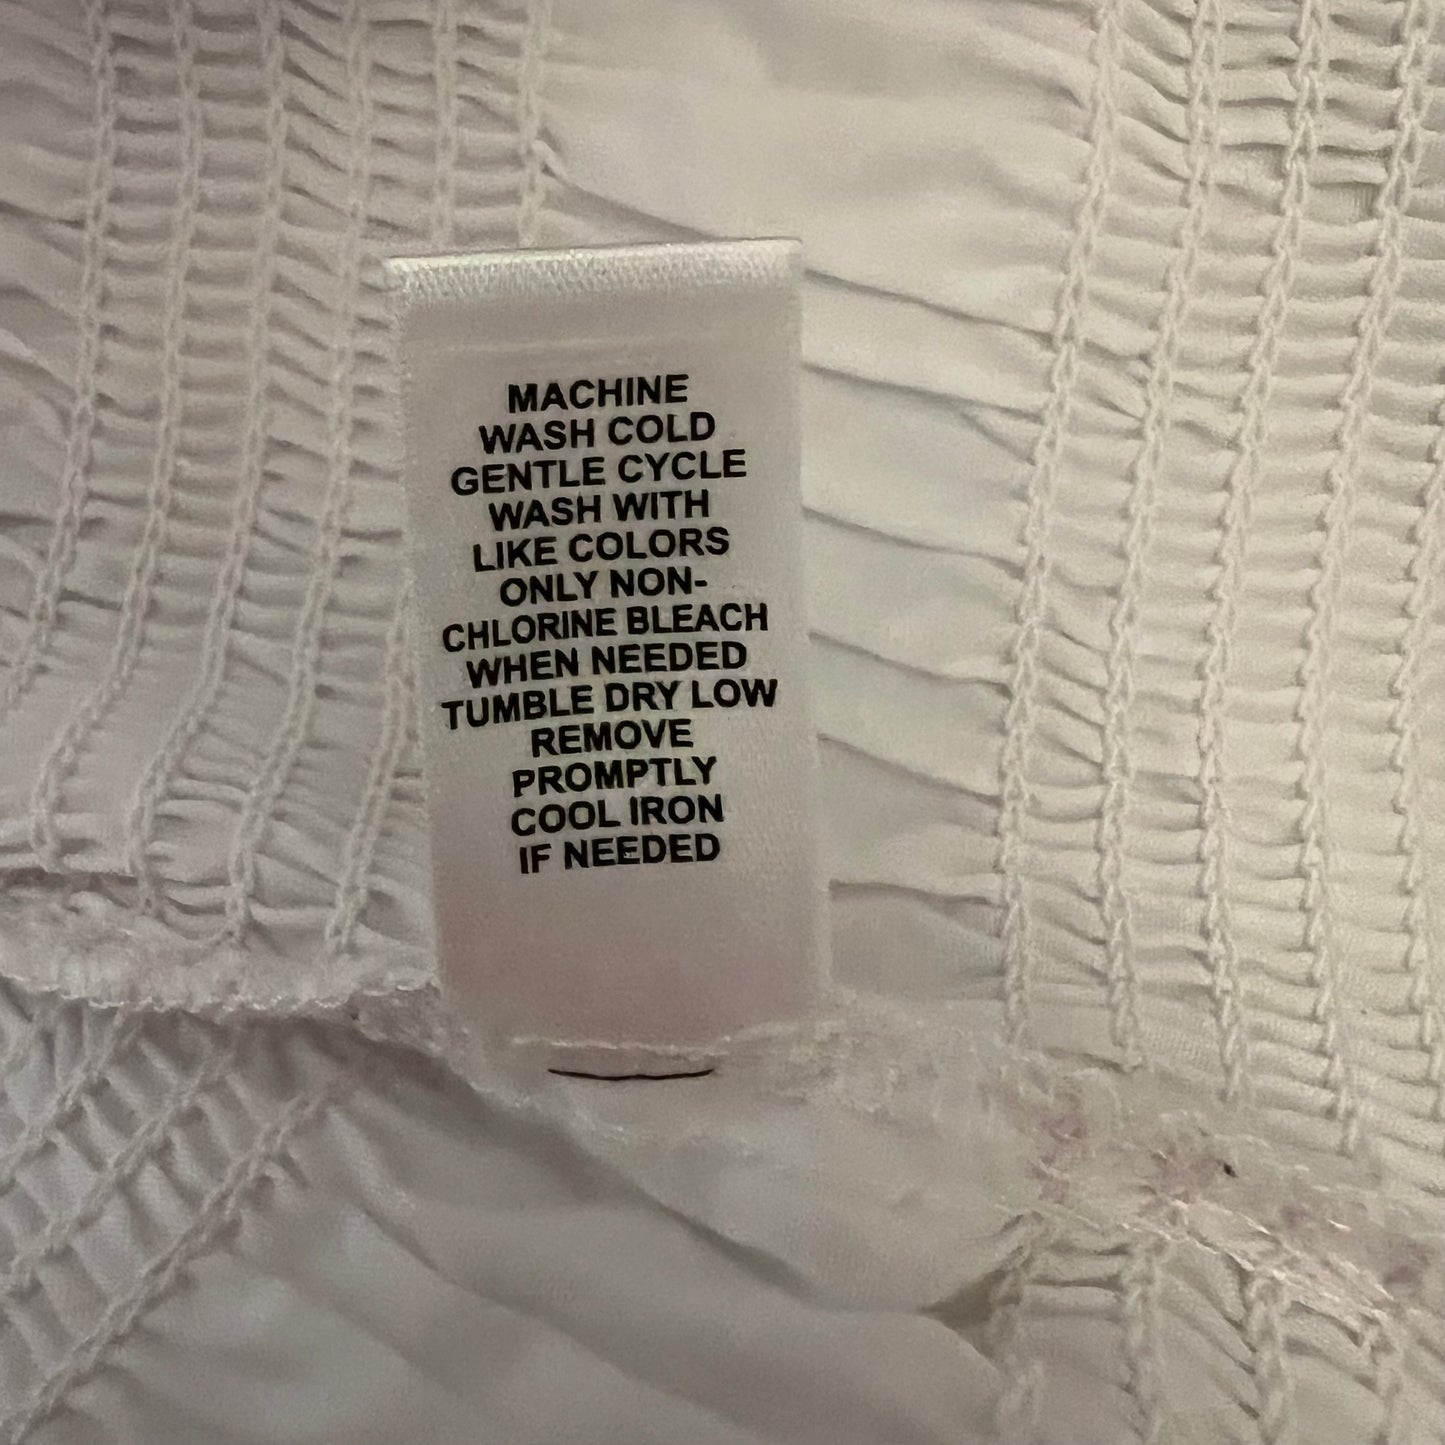 MACHINE
WASH COLD
GENTLE CYCLE
WASH WITH
LIKE COLORS
ONLY NON-
CHLORINE BLEACH
WHEN NEEDED
TUMBLE DRY LOW
REMOVE
PROMPTLY
COOL IRON
IF NEEDED